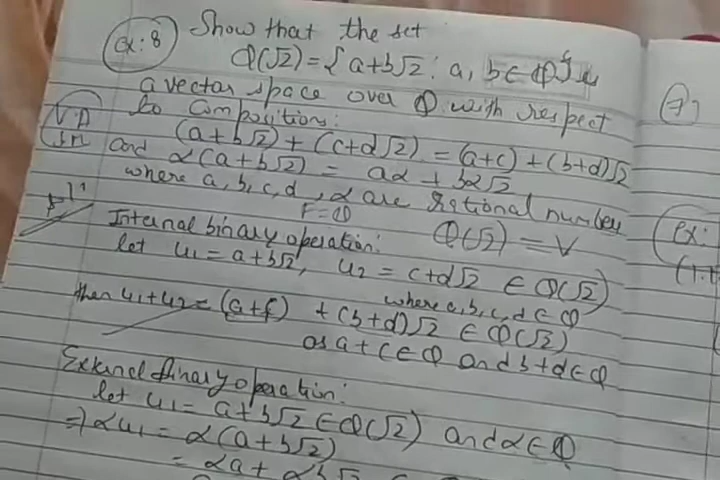 ex: 8 Show that the set
Q(√2) = { a+b√2 : a, b ∈ Q} is
a vector space over Q with respect
to compositions:
(a+b√2) + (c+d√2) = (a+c) + (b+d)√2
and α(a+b√2) = aα + bα√2
where a, b, c, d, α are rational number
F = Q
Internal binary operation: Q(√2) = V
let u₁ = a+b√2, u₂ = c+d√2 ∈ Q(√2)
where a, b, c, d ∈ Q
then u₁+u₂ = (a+c) + (b+d)√2 ∈ Q(√2)
as a+c ∈ Q and b+d ∈ Q
External binary operation:
let u₁ = a+b√2 ∈ Q(√2) and α ∈ Q
⇒ αu₁ = α(a+b√2)
= αa + αb√2
ex: